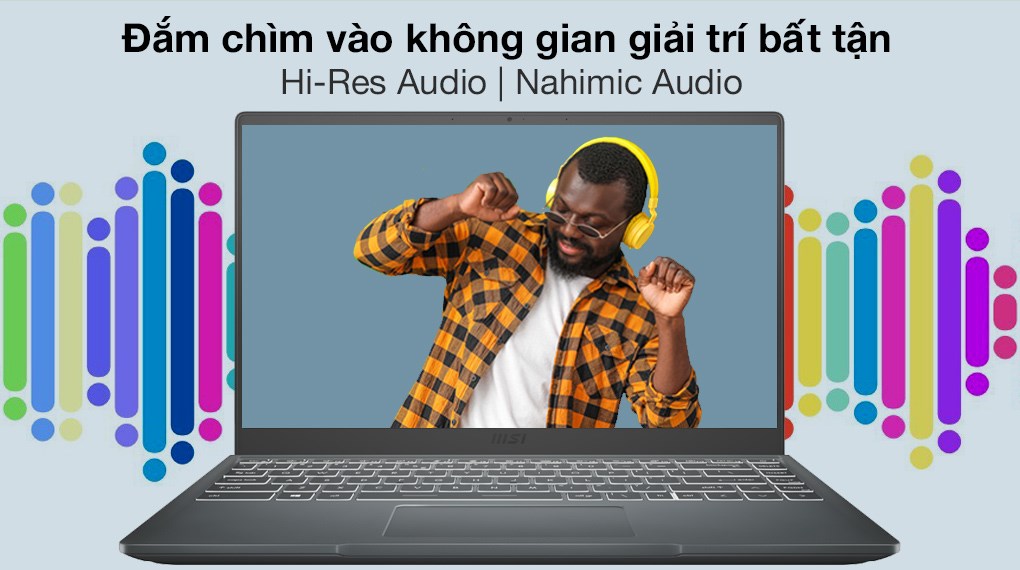 Đắm chìm vào không gian giải trí bất tận
Hi-Res Audio | Nahimic Audio
msi